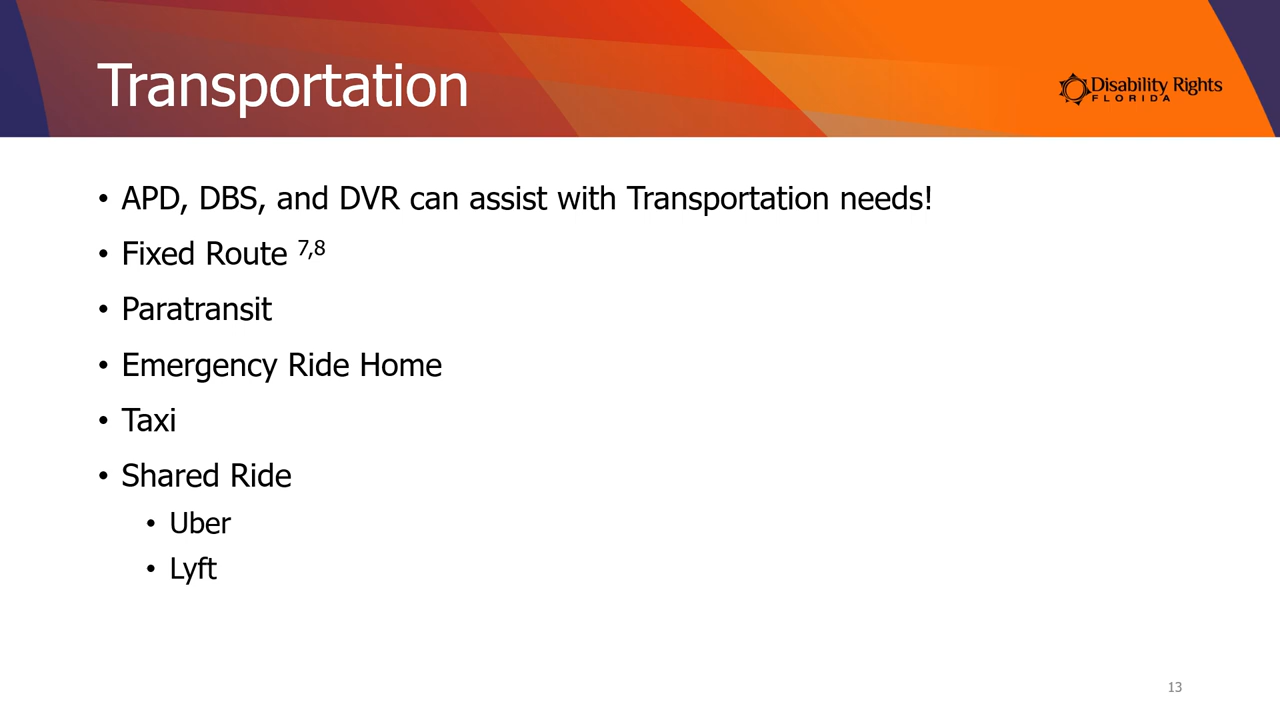 Transportation
Disability Rights
FLORIDA
• APD, DBS, and DVR can assist with Transportation needs!
• Fixed Route 7,8
• Paratransit
• Emergency Ride Home
• Taxi
• Shared Ride
• Uber
• Lyft
13